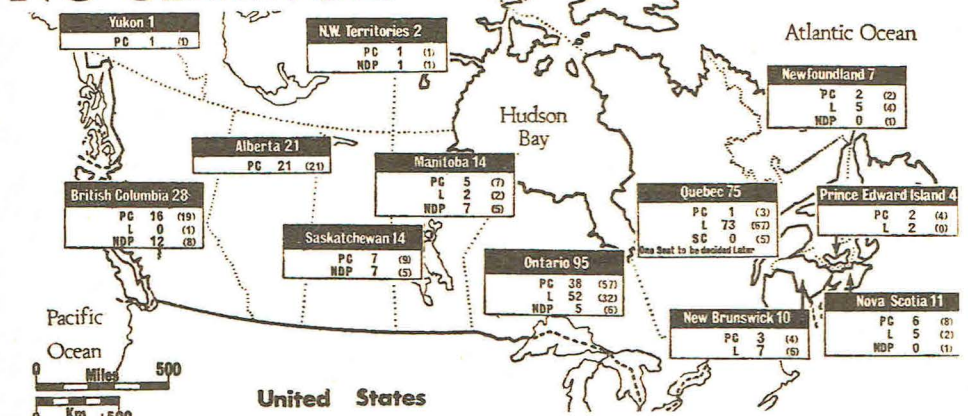 Yukon 1
PC 1 (1)
N.W. Territories 2
PC 1 (1)
NDP 1 (1)
Atlantic Ocean
Newfoundland 7
PC 2 (2)
L 5 (4)
NDP 0 (1)
Hudson
Bay
Alberta 21
PC 21 (21)
Manitoba 14
PC 5 (7)
L 2 (2)
NDP 7 (5)
British Columbia 28
PC 16 (19)
L 0 (1)
NDP 12 (8)
Quebec 75
PC 1 (3)
L 73 (67)
SC 0 (5)
One Seat to be decided Later
Prince Edward Island 4
PC 2 (4)
L 2 (0)
Saskatchewan 14
PC 7 (9)
NDP 7 (5)
Ontario 95
PC 38 (57)
L 52 (32)
NDP 5 (6)
Nova Scotia 11
PC 6 (8)
L 5 (2)
NDP 0 (1)
New Brunswick 10
PC 3 (4)
L 7 (6)
Pacific
Ocean
0 Miles 500
United States
0 Km +500